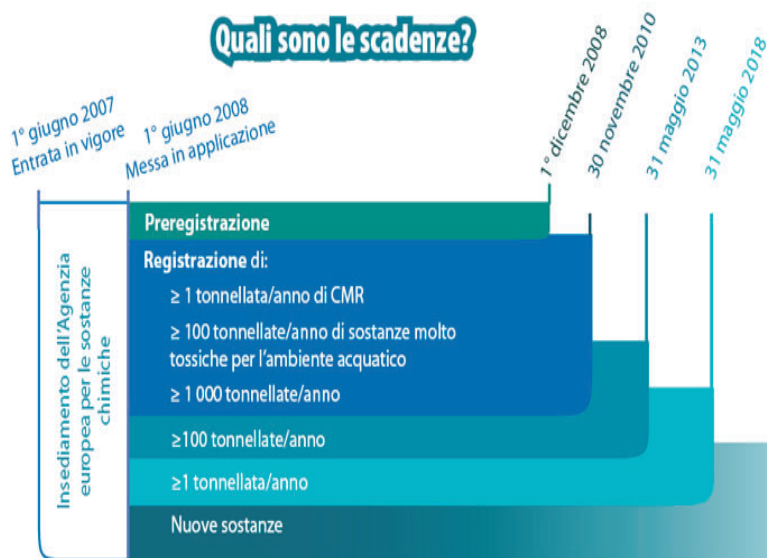 Quali sono le scadenze?
1° giugno 2007
Entrata in vigore
1° giugno 2008
Messa in applicazione
1° dicembre 2008
30 novembre 2010
31 maggio 2013
31 maggio 2018
Insediamento dell'Agenzia
europea per le sostanze
chimiche
Preregistrazione
Registrazione di:
≥ 1 tonnellata/anno di CMR
≥ 100 tonnellate/anno di sostanze molto
tossiche per l'ambiente acquatico
≥ 1 000 tonnellate/anno
≥100 tonnellate/anno
≥1 tonnellata/anno
Nuove sostanze